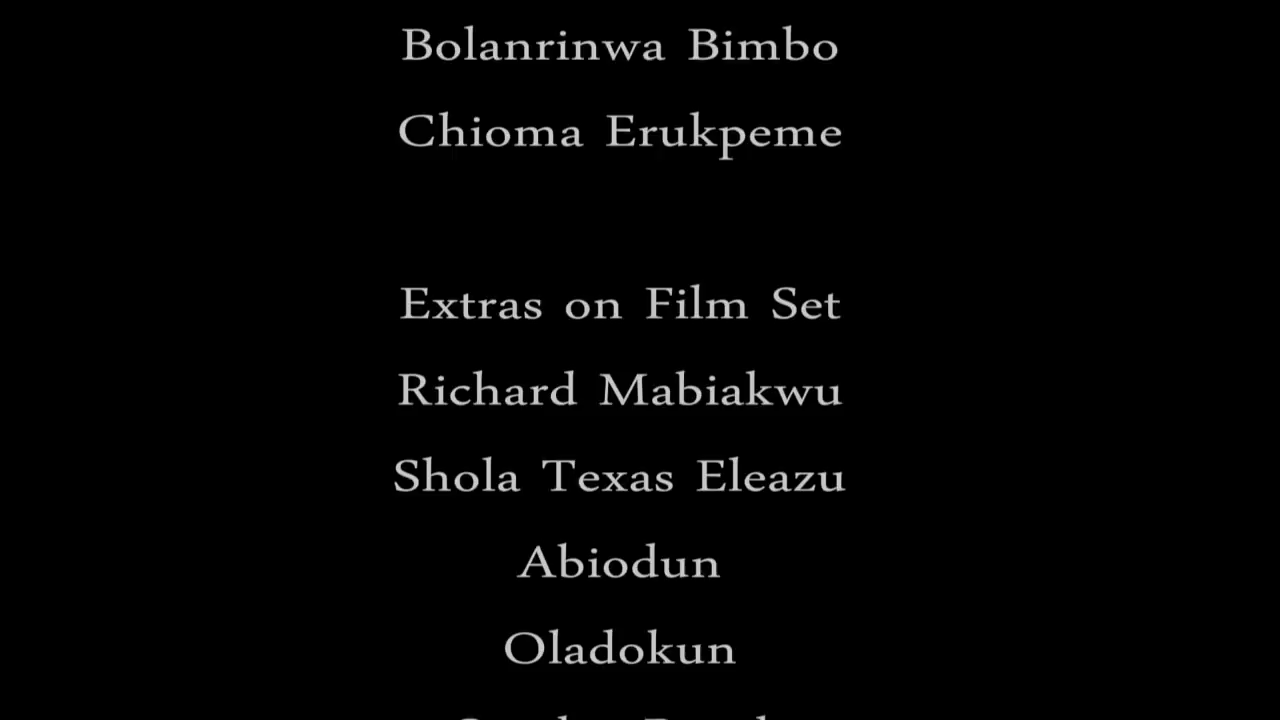 Bolanrinwa Bimbo
Chioma Erukpeme
Extras on Film Set
Richard Mabiakwu
Shola Texas Eleazu
Abiodun
Oladokun